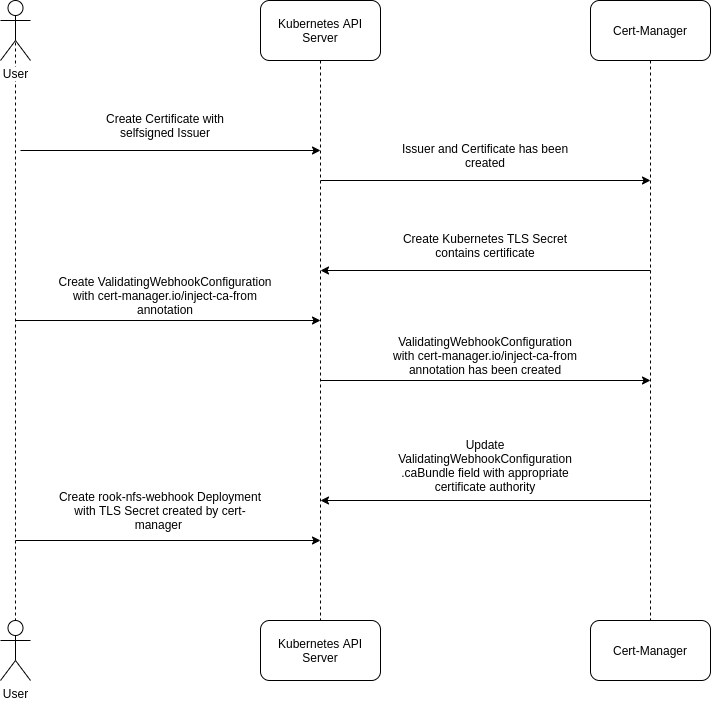 User
Kubernetes API
Server
Cert-Manager
Create Certificate with
selfsigned Issuer
Issuer and Certificate has been
created
Create Kubernetes TLS Secret
contains certificate
Create ValidatingWebhookConfiguration
with cert-manager.io/inject-ca-from
annotation
ValidatingWebhookConfiguration
with cert-manager.io/inject-ca-from
annotation has been created
Update
ValidatingWebhookConfiguration
.caBundle field with appropriate
certificate authority
Create rook-nfs-webhook Deployment
with TLS Secret created by cert-
manager
User
Kubernetes API
Server
Cert-Manager